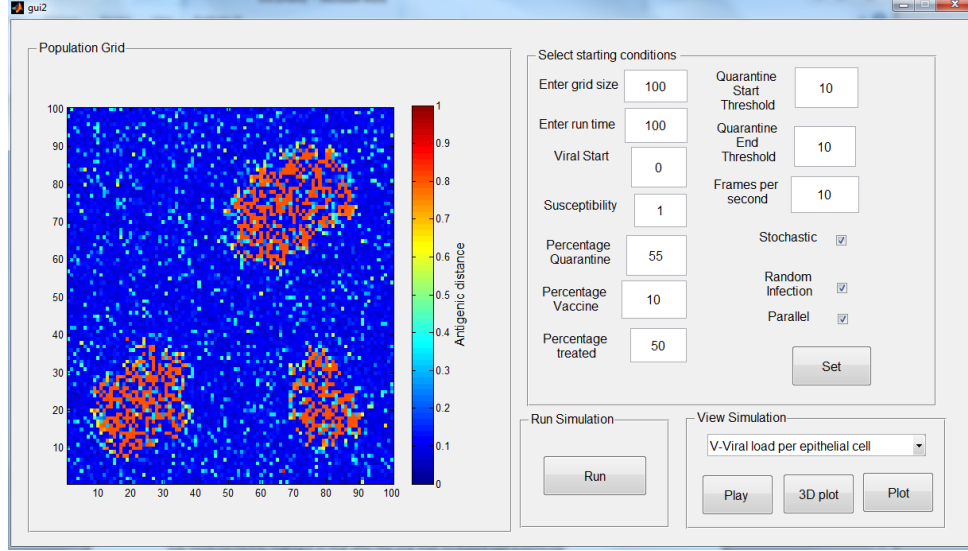 gui2
Population Grid
100
90
80
70
60
50
40
30
20
10
10 20 30 40 50 60 70 80 90 100
1
0.9
0.8
0.7
0.6
0.5
0.4
0.3
0.2
0.1
0
Antigenic distance
Select starting conditions
Enter grid size 100
Enter run time 100
Viral Start
0
Susceptibility 1
Percentage
Quarantine 55
Percentage
Vaccine 10
Percentage
treated 50
Quarantine
Start
Threshold 10
Quarantine
End
Threshold 10
Frames per
second 10
Stochastic
Random
Infection
Parallel
Set
Run Simulation
Run
View Simulation
V-Viral load per epithelial cell
Play 3D plot Plot